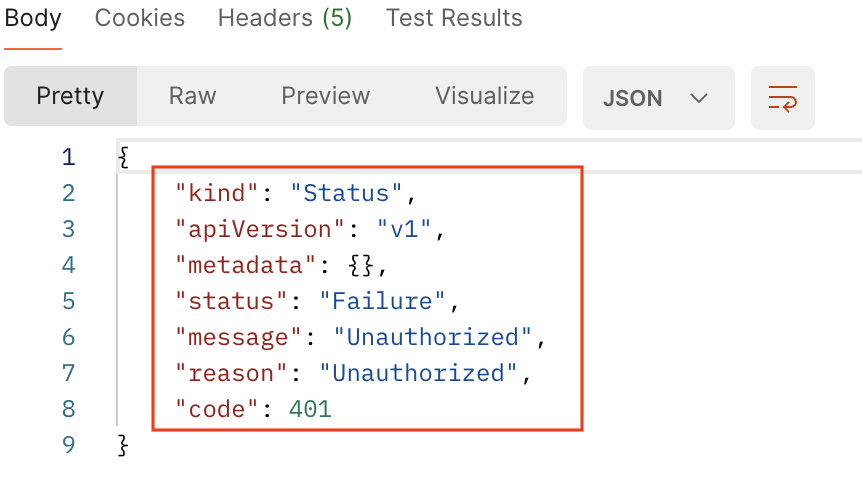 Body Cookies Headers (5) Test Results
Pretty Raw Preview Visualize JSON
1 {
2 "kind": "Status",
3 "apiVersion": "v1",
4 "metadata": {},
5 "status": "Failure",
6 "message": "Unauthorized",
7 "reason": "Unauthorized",
8 "code": 401
9 }